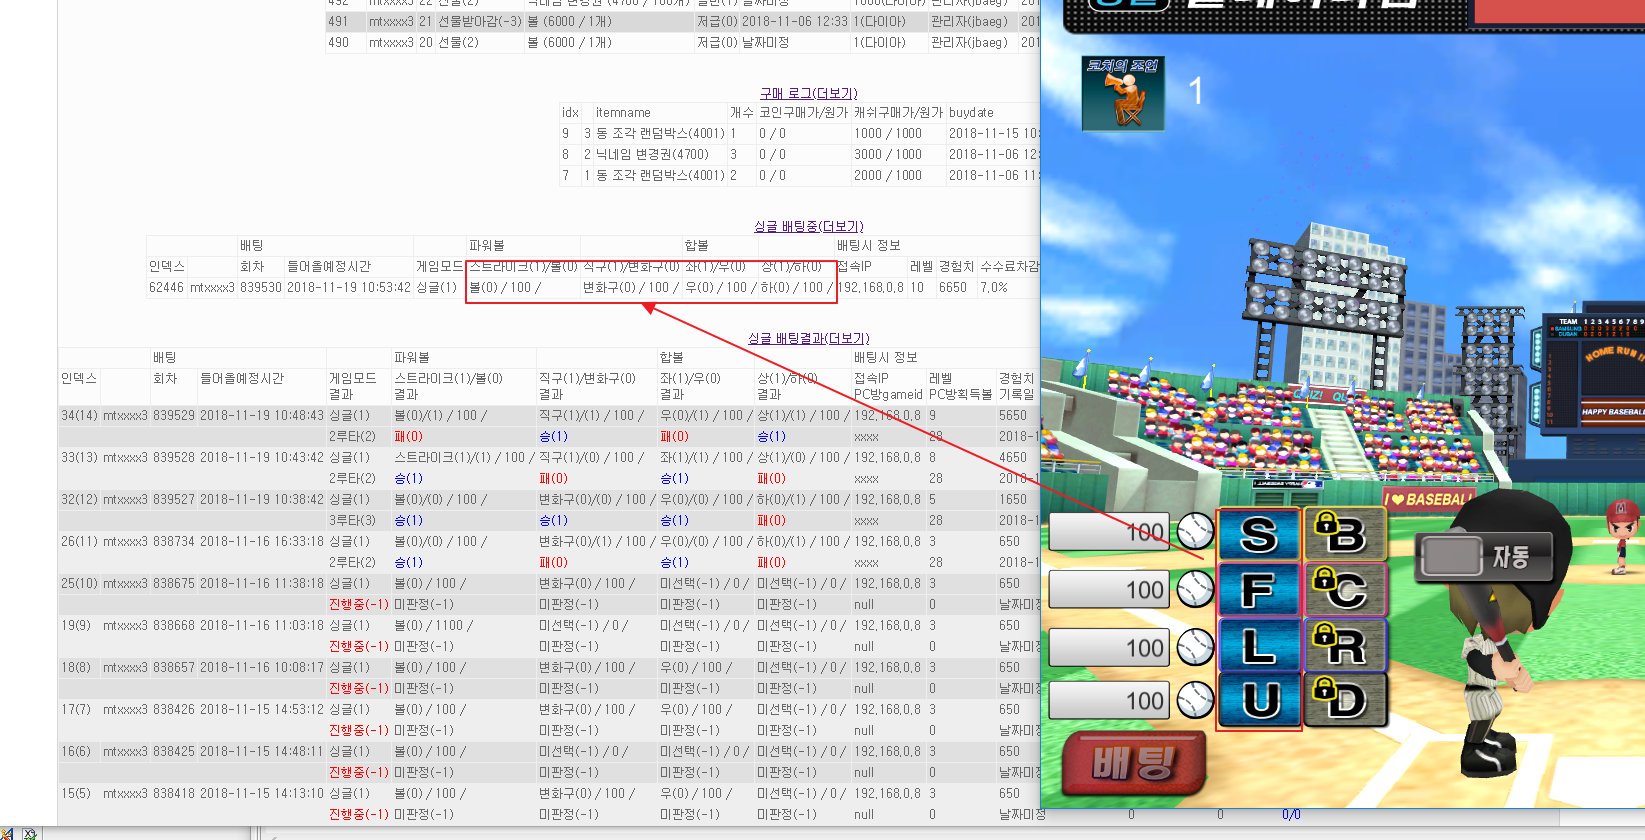 491 mtxxxx3 21 선물받아감(-3) 볼 (6000 / 1개) 저급(0) 2018-11-06 12:33 1(다이아) 관리자(jbaeg)
490 mtxxxx3 20 선물(2) 볼 (6000 / 1개) 저급(0) 날짜미정 1(다이아) 관리자(jbaeg)
구매 로그(더보기)
idx itemname 개수 코인구매가/원가 캐쉬구매가/원가 buydate
9 3 동 조각 랜덤박스(4001) 1 0 / 0 1000 / 1000 2018-11-15 10:
8 2 닉네임 변경권(4700) 3 0 / 0 3000 / 1000 2018-11-06 12:
7 1 동 조각 랜덤박스(4001) 2 0 / 0 2000 / 1000 2018-11-06 11:
싱글 배팅중(더보기)
배팅 파워볼 합볼 배팅시 정보
인덱스 회차 들어올예정시간 게임모드 스트라이크(1)/볼(0) 직구(1)/변화구(0) 좌(1)/우(0) 상(1)/하(0) 접속IP 레벨 경험치 수수료차감
62446 mtxxxx3 839530 2018-11-19 10:53:42 싱글(1) 볼(0) / 100 / 변화구(0) / 100 / 우(0) / 100 / 하(0) / 100 / 192.168.0.8 10 6650 7.0%
싱글 배팅결과(더보기)
배팅 파워볼 합볼 배팅시 정보
인덱스 회차 들어올예정시간 게임모드 스트라이크(1)/볼(0) 직구(1)/변화구(0) 좌(1)/우(0) 상(1)/하(0) 접속IP 레벨 경험치
결과 결과 결과 결과 결과 PC방gameid PC방획득볼 기록일
34(14) mtxxxx3 839529 2018-11-19 10:48:43 싱글(1) 볼(0)/(1) / 100 / 직구(1)/(1) / 100 / 우(0)/(1) / 100 / 상(1)/(1) / 100 / 192.168.0.8 9 5650
2루타(2) 패(0) 승(1) 패(0) 승(1) xxxx 28 2018-1
33(13) mtxxxx3 839528 2018-11-19 10:43:42 싱글(1) 스트라이크(1)/(1) / 100 / 직구(1)/(0) / 100 / 좌(1)/(1) / 100 / 상(1)/(0) / 100 / 192.168.0.8 8 4650
2루타(2) 승(1) 패(0) 승(1) 패(0) xxxx 28 2018-1
32(12) mtxxxx3 839527 2018-11-19 10:38:42 싱글(1) 볼(0)/(0) / 100 / 변화구(0)/(0) / 100 / 우(0)/(0) / 100 / 하(0)/(1) / 100 / 192.168.0.8 5 1650
3루타(3) 승(1) 승(1) 승(1) 패(0) xxxx 28 2018-1
26(11) mtxxxx3 838734 2018-11-16 16:33:18 싱글(1) 볼(0)/(0) / 100 / 변화구(0)/(1) / 100 / 우(0)/(0) / 100 / 하(0)/(1) / 100 / 192.168.0.8 3 650
2루타(2) 승(1) 패(0) 승(1) 패(0) xxxx 28 2018-1
25(10) mtxxxx3 838675 2018-11-16 11:38:18 싱글(1) 볼(0) / 100 / 변화구(0) / 100 / 미선택(-1) / 0 / 미선택(-1) / 0 / 192.168.0.8 3 650
진행중(-1) 미판정(-1) 미판정(-1) 미판정(-1) 미판정(-1) null 0 날짜미정
19(9) mtxxxx3 838668 2018-11-16 11:03:18 싱글(1) 볼(0) / 1100 / 미선택(-1) / 0 / 미선택(-1) / 0 / 미선택(-1) / 0 / 192.168.0.8 3 650
진행중(-1) 미판정(-1) 미판정(-1) 미판정(-1) 미판정(-1) null 0 날짜미정
18(8) mtxxxx3 838657 2018-11-16 10:08:17 싱글(1) 볼(0) / 100 / 변화구(0) / 100 / 우(0) / 100 / 미선택(-1) / 0 / 192.168.0.8 3 650
진행중(-1) 미판정(-1) 미판정(-1) 미판정(-1) 미판정(-1) null 0 날짜미정
17(7) mtxxxx3 838426 2018-11-15 14:53:12 싱글(1) 볼(0) / 100 / 변화구(0) / 100 / 우(0) / 100 / 미선택(-1) / 0 / 192.168.0.8 3 650
진행중(-1) 미판정(-1) 미판정(-1) 미판정(-1) 미판정(-1) null 0 날짜미정
16(6) mtxxxx3 838425 2018-11-15 14:48:11 싱글(1) 볼(0) / 100 / 미선택(-1) / 0 / 미선택(-1) / 0 / 미선택(-1) / 0 / 192.168.0.8 3 650
진행중(-1) 미판정(-1) 미판정(-1) 미판정(-1) 미판정(-1) null 0 날짜미정
15(5) mtxxxx3 838418 2018-11-15 14:13:10 싱글(1) 볼(0) / 100 / 변화구(0) / 100 / 우(0) / 100 / 미선택(-1) / 0 / 192.168.0.8 3 650
진행중(-1) 미판정(-1) 미판정(-1) 미판정(-1) 미판정(-1) null 0 날짜미정 0 0 0/0
코치의 조언
1
TEAM 1 2 3 4 5 6 7 8 9
HOME RUN !!
HAPPY BASEBALL
I ♥ BASEBALL
100 S B
자동
100 F C
100 L R
100 U D
배팅